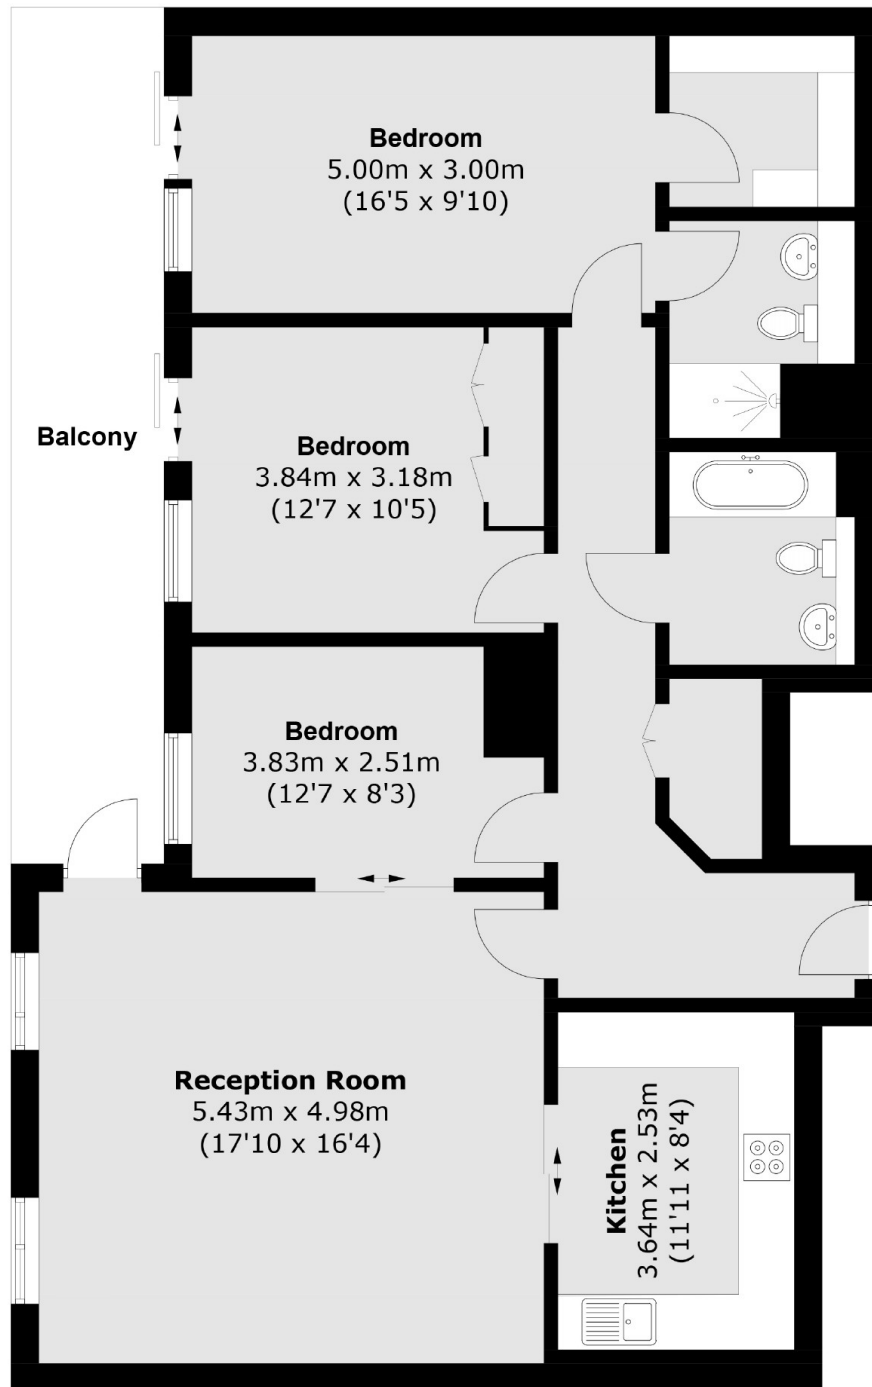 Bedroom
5.00m x 3.00m
(16'5 x 9'10)
Balcony
Bedroom
3.84m x 3.18m
(12'7 x 10'5)
Bedroom
3.83m x 2.51m
(12'7 x 8'3)
Reception Room
5.43m x 4.98m
(17'10 x 16'4)
Kitchen
3.64m x 2.53m
(11'11 x 8'4)